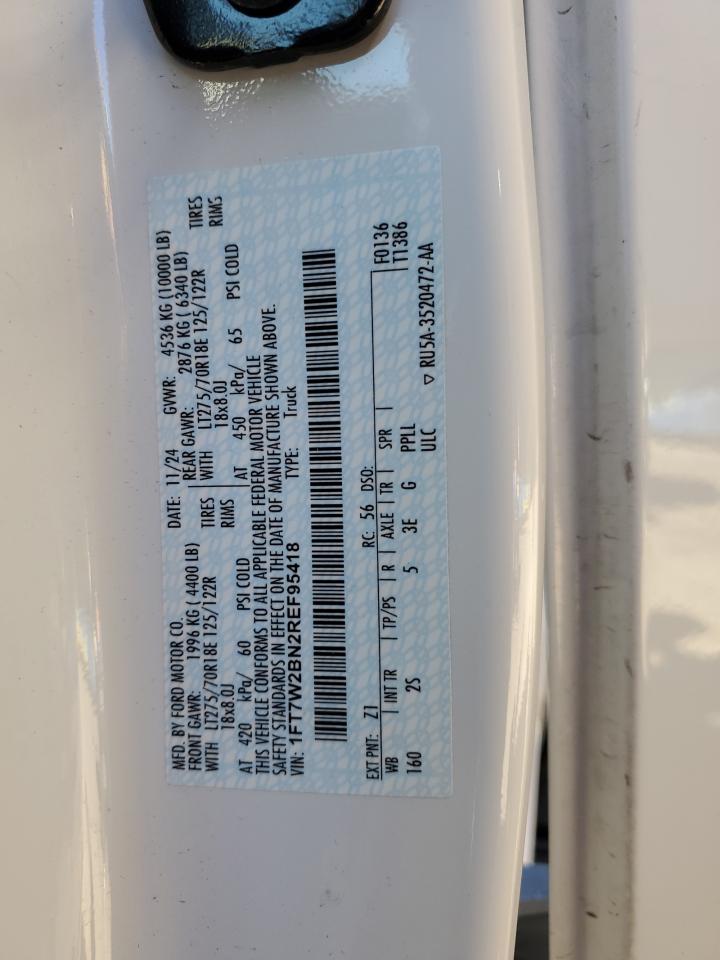 MFD. BY FORD MOTOR CO. DATE: 11/24 GVWR: 4536 KG (10000 LB)
FRONT GAWR: 1996 KG ( 4400 LB) REAR GAWR: 2876 KG ( 6340 LB)
WITH LT275/70R18E 125/122R TIRES WITH LT275/70R18E 125/122R TIRES
18x8.0J RIMS 18x8.0J RIMS
AT 420 kPa/ 60 PSI COLD AT 450 kPa/ 65 PSI COLD
THIS VEHICLE CONFORMS TO ALL APPLICABLE FEDERAL MOTOR VEHICLE
SAFETY STANDARDS IN EFFECT ON THE DATE OF MANUFACTURE SHOWN ABOVE.
VIN: 1FT7W2BN2REF95418 TYPE: Truck
EXT PNT: Z1 RC: 56 DSO: F0136
WB INT TR TP/PS R AXLE TR SPR T1386
160 2S 5 3E G PPLL
ULC ▽ RU5A-3520472-AA